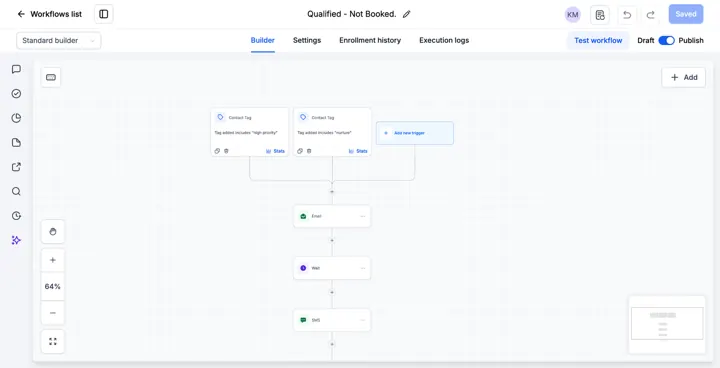 Workflows list
Qualified - Not Booked.
KM
Saved
Standard builder
Builder
Settings
Enrollment history
Execution logs
Test workflow
Draft
Publish
Add
Contact Tag
Tag added includes "high priority"
Stats
Contact Tag
Tag added includes "nurture"
Stats
Add new trigger
Email
Wait
SMS
64%